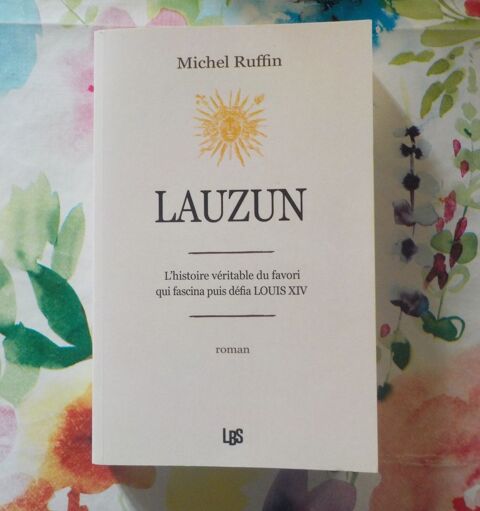 Michel Ruffin
LAUZUN
L'histoire véritable du favori
qui fascina puis défia LOUIS XIV
roman
LBS